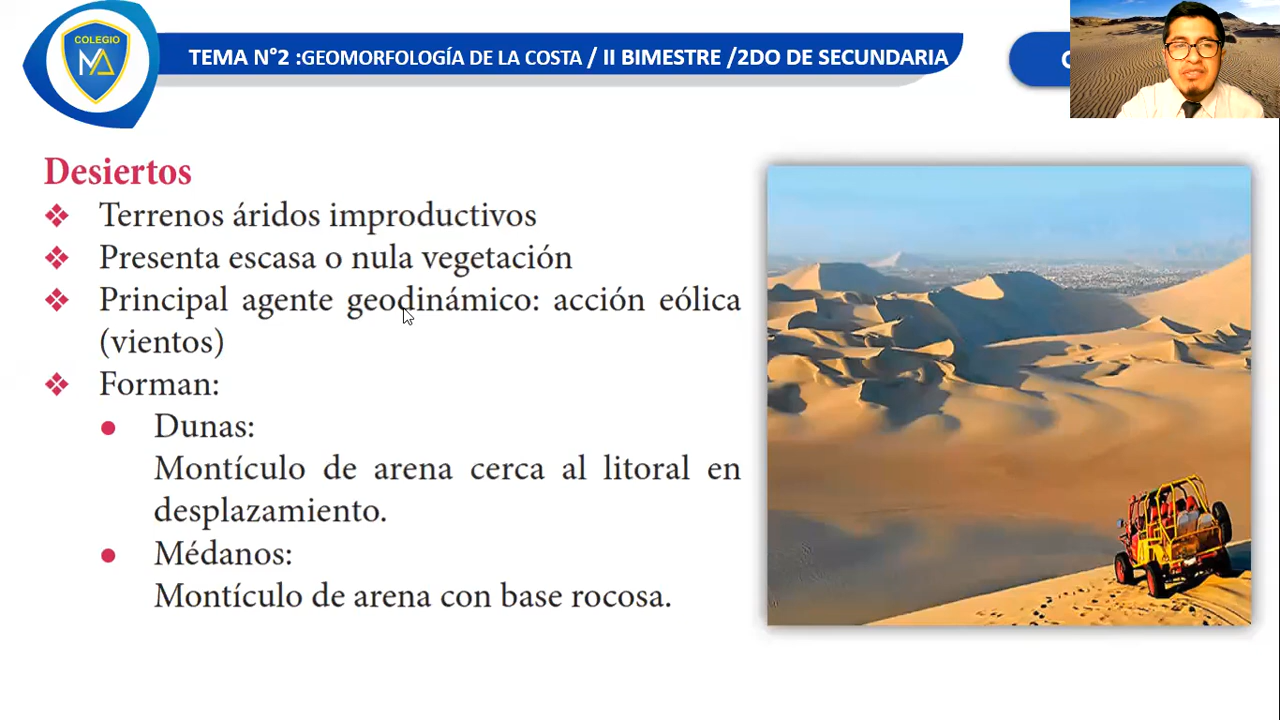 COLEGIO
TEMA N°2 :GEOMORFOLOGÍA DE LA COSTA / II BIMESTRE /2DO DE SECUNDARIA
Desiertos
Terrenos áridos improductivos
Presenta escasa o nula vegetación
Principal agente geodinámico: acción eólica
(vientos)
Forman:
Dunas:
Montículo de arena cerca al litoral en
desplazamiento.
Médanos:
Montículo de arena con base rocosa.